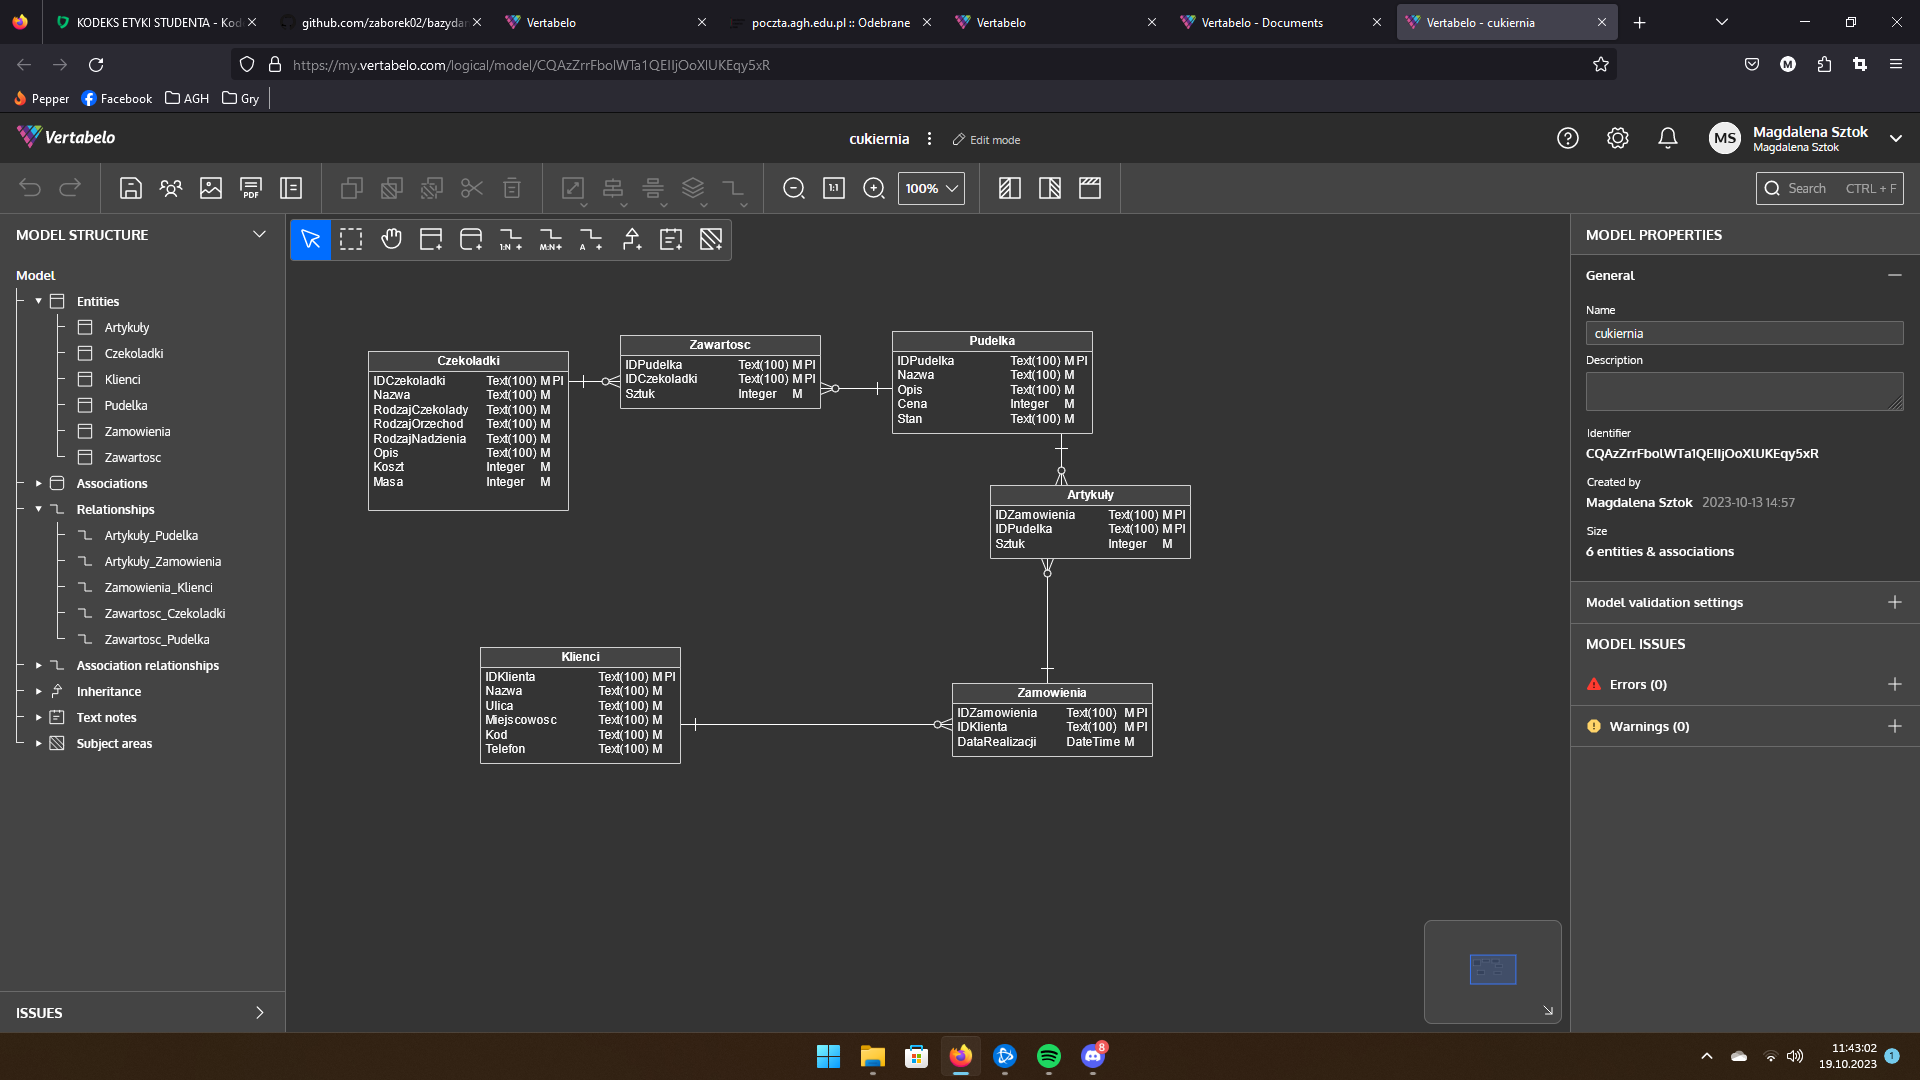 KODEKS ETYKI STUDENTA - Kod
github.com/zaborek02/bazydan
Vertabelo
poczta.agh.edu.pl :: Odebrane
Vertabelo
Vertabelo - Documents
Vertabelo - cukiernia
https://my.vertabelo.com/logical/model/CQAzZrrFbolWTa1QEIIjOoXlUKEqy5xR
M
Pepper
Facebook
AGH
Gry
Vertabelo
cukiernia
Edit mode
MS
Magdalena Sztok
Magdalena Sztok
PDF
1:1
100%
Search CTRL + F
MODEL STRUCTURE
1:N
M:N
A
Model
Entities
Artykuły
Czekoladki
Klienci
Pudelka
Zamowienia
Zawartosc
Associations
Relationships
Artykuły_Pudelka
Artykuły_Zamowienia
Zamowienia_Klienci
Zawartosc_Czekoladki
Zawartosc_Pudelka
Association relationships
Inheritance
Text notes
Subject areas
ISSUES
Czekoladki
IDCzekoladki Text(100) M PI
Nazwa Text(100) M
RodzajCzekolady Text(100) M
RodzajOrzechod Text(100) M
RodzajNadzienia Text(100) M
Opis Text(100) M
Koszt Integer M
Masa Integer M
Zawartosc
IDPudelka Text(100) M PI
IDCzekoladki Text(100) M PI
Sztuk Integer M
Pudelka
IDPudelka Text(100) M PI
Nazwa Text(100) M
Opis Text(100) M
Cena Integer M
Stan Text(100) M
Artykuły
IDZamowienia Text(100) M PI
IDPudelka Text(100) M PI
Sztuk Integer M
Klienci
IDKlienta Text(100) M PI
Nazwa Text(100) M
Ulica Text(100) M
Miejscowosc Text(100) M
Kod Text(100) M
Telefon Text(100) M
Zamowienia
IDZamowienia Text(100) M PI
IDKlienta Text(100) M PI
DataRealizacji DateTime M
MODEL PROPERTIES
General
Name
cukiernia
Description
Identifier
CQAzZrrFbolWTa1QEIIjOoXlUKEqy5xR
Created by
Magdalena Sztok 2023-10-13 14:57
Size
6 entities & associations
Model validation settings
MODEL ISSUES
Errors (0)
Warnings (0)
8
11:43:02
19.10.2023
1